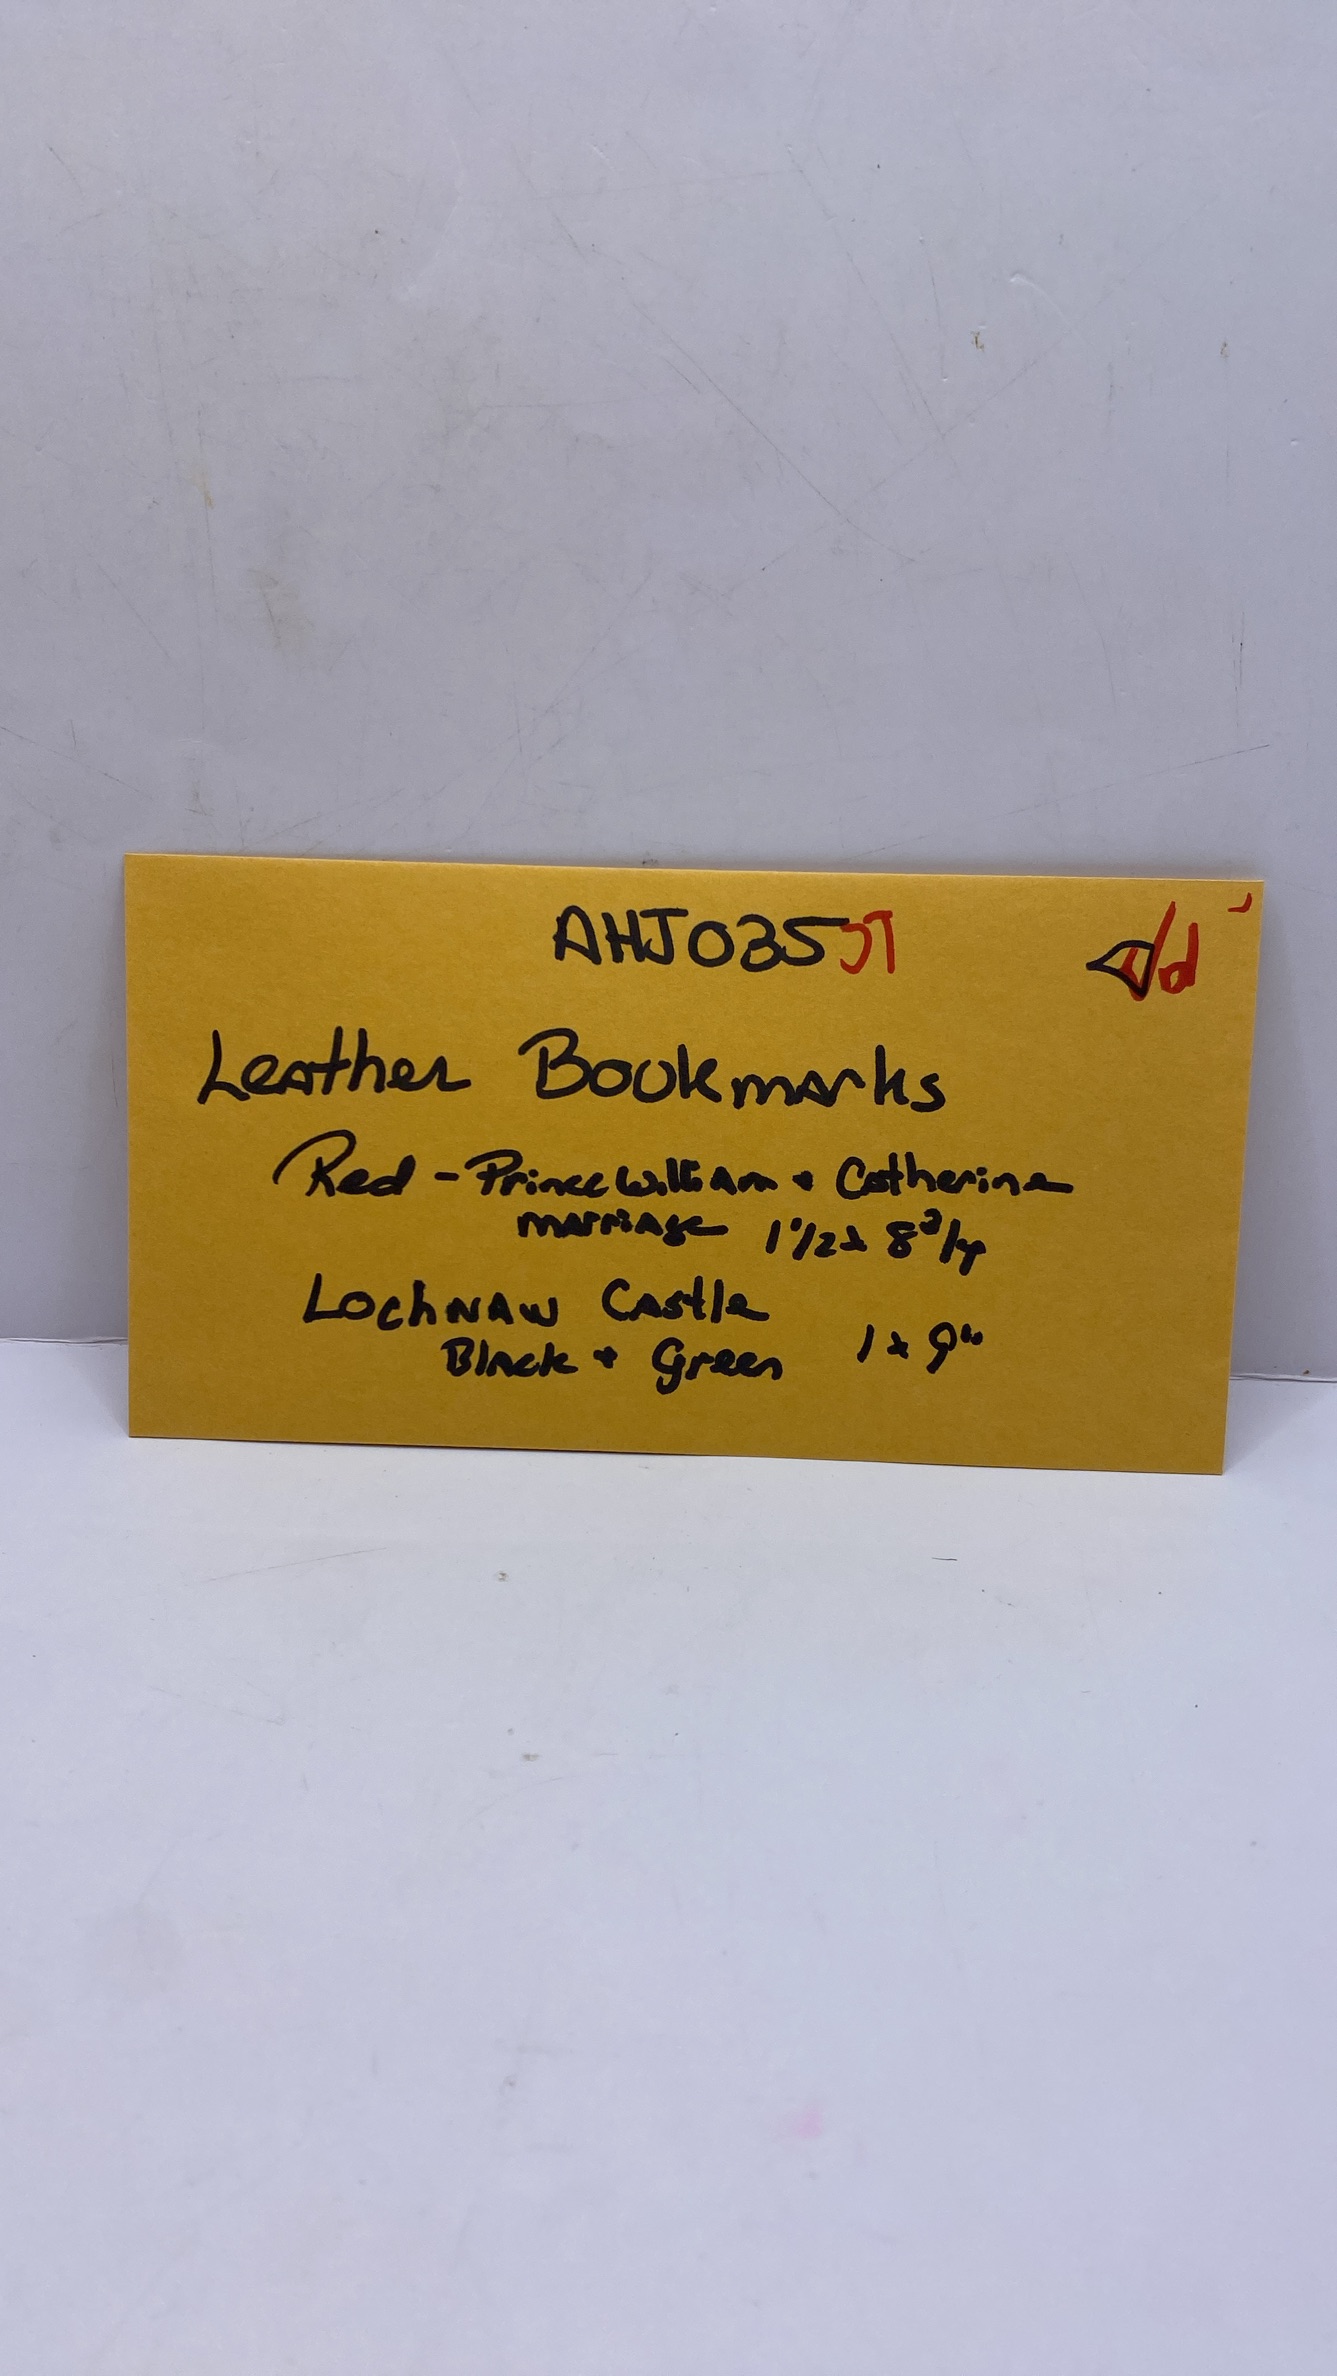 AHJ035JT
Leather Bookmarks
Red - Prince William + Catherine
marriage 1 1/2 x 8 3/4
Lochnaw Castle
Black + Green 1 x 9"